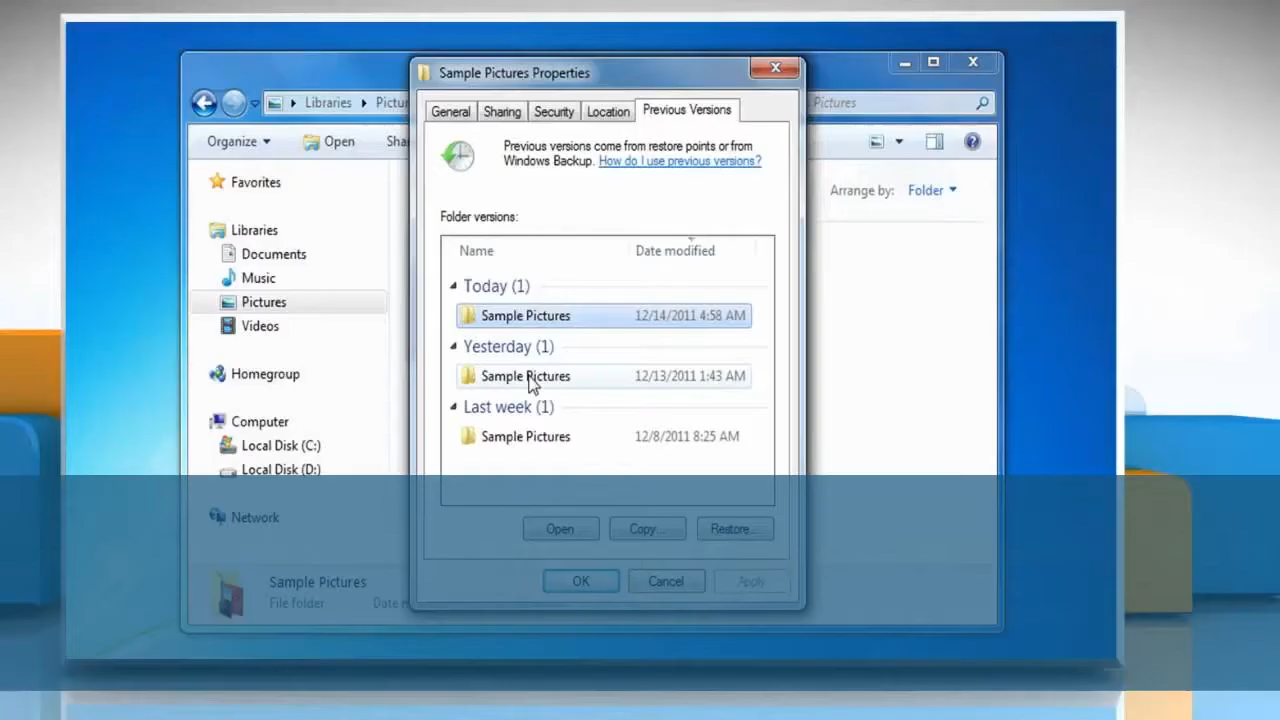 Sample Pictures Properties
Libraries
Pictur
Pictures
Organize
Open
Sha
Favorites
Libraries
Documents
Music
Pictures
Videos
Homegroup
Computer
Local Disk (C:)
Local Disk (D:)
Network
General
Sharing
Security
Location
Previous Versions
Previous versions come from restore points or from
Windows Backup. How do I use previous versions?
Folder versions:
Name Date modified
Today (1)
Sample Pictures 12/14/2011 4:58 AM
Yesterday (1)
Sample Pictures 12/13/2011 1:43 AM
Last week (1)
Sample Pictures 12/8/2011 8:25 AM
Open Copy... Restore...
OK Cancel Apply
Arrange by: Folder
Sample Pictures
File folder
Date m